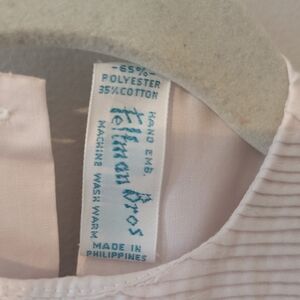 -65%-
POLYESTER
35%COTTON
HAND EMB.
Feltman Bros
MACHINE WASH WARM
MADE IN
PHILIPPINES